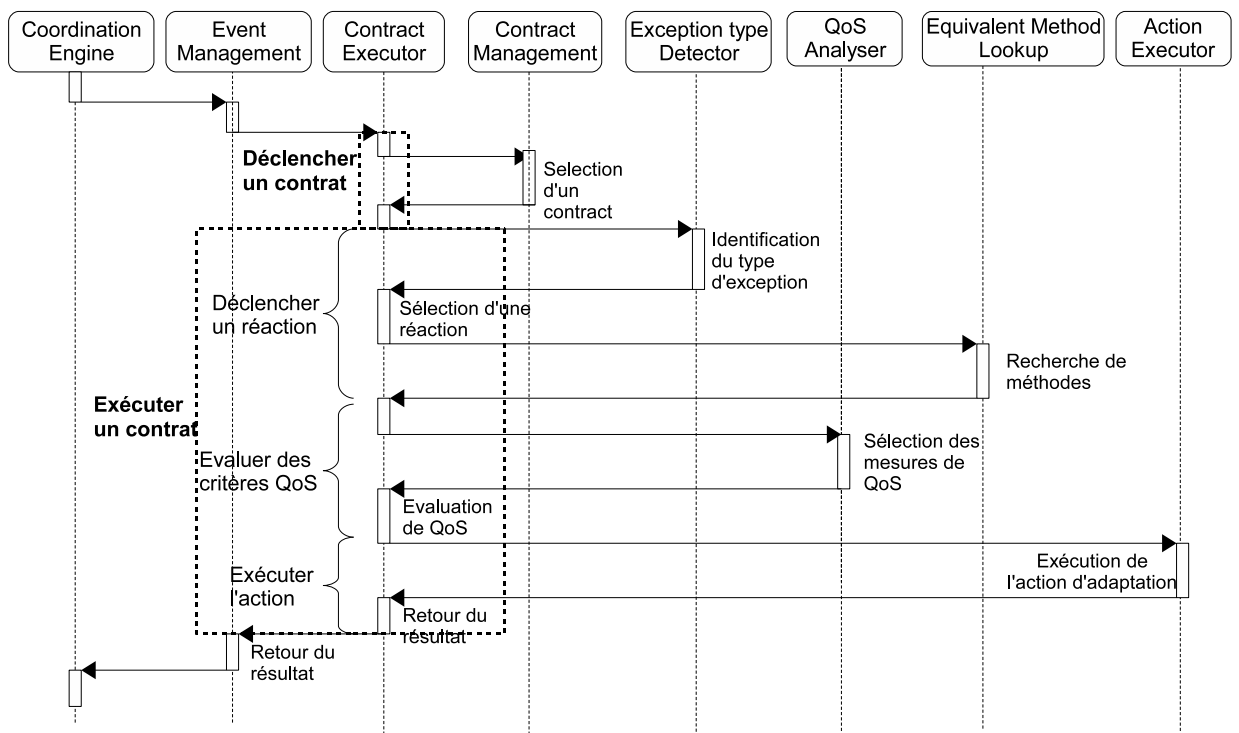 Coordination
Engine
Event
Management
Contract
Executor
Contract
Management
Exception type
Detector
QoS
Analyser
Equivalent Method
Lookup
Action
Executor
Déclencher
un contrat
Selection
d'un
contract
Identification
du type
d'exception
Déclencher
un réaction
Sélection d'une
réaction
Recherche de
méthodes
Exécuter
un contrat
Evaluer des
critères QoS
Sélection des
mesures de
QoS
Evaluation
de QoS
Exécution de
l'action d'adaptation
Exécuter
l'action
Retour du
résultat
Retour du
résultat